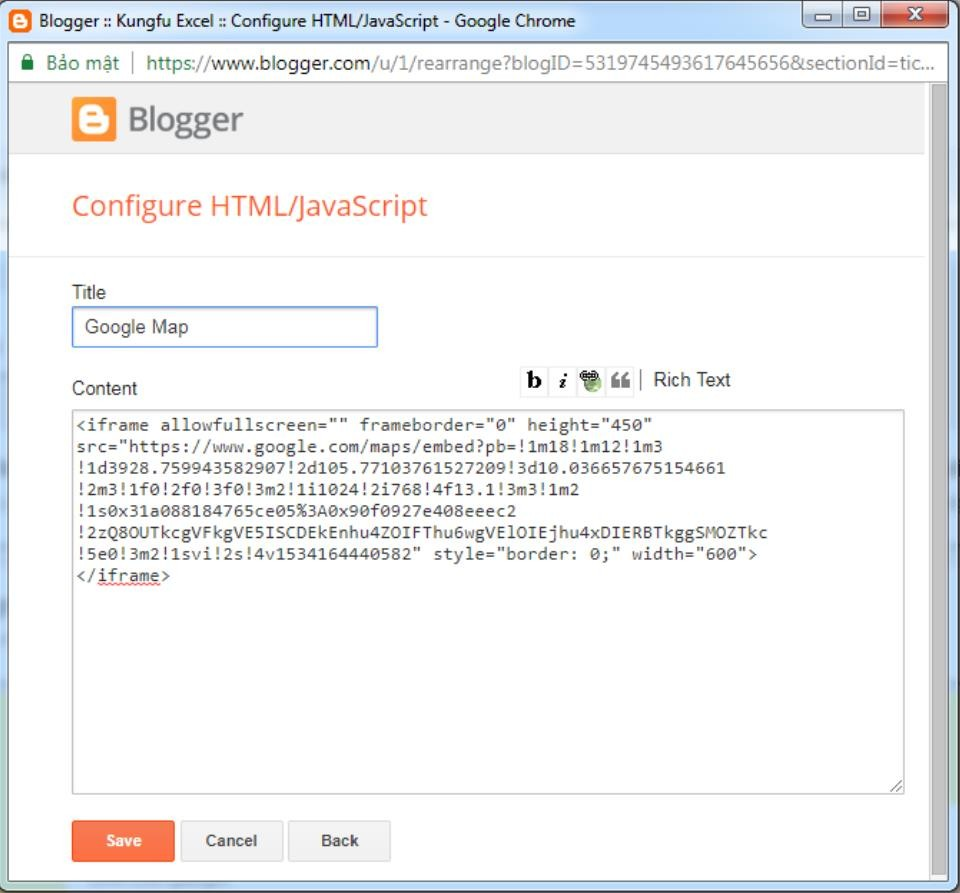 Blogger :: Kungfu Excel :: Configure HTML/JavaScript - Google Chrome
Bảo mật | https://www.blogger.com/u/1/rearrange?blogID=5319745493617645656&sectionId=tic...
Blogger
Configure HTML/JavaScript
Title
Google Map
Content
b i | Rich Text
<iframe allowfullscreen="" frameborder="0" height="450"
src="https://www.google.com/maps/embed?pb=!1m18!1m12!1m3
!1d3928.759943582907!2d105.77103761527209!3d10.036657675154661
!2m3!1f0!2f0!3f0!3m2!1i1024!2i768!4f13.1!3m3!1m2
!1s0x31a088184765ce05%3A0x90f0927e408eeec2
!2zQ8OUTkcgVFkgVE5ISCDEkEnhu4ZOIFThu6wgVElOIEjhu4xDIERBTkggSMOZTkc
!5e0!3m2!1svi!2s!4v1534164440582" style="border: 0;" width="600">
</iframe>
Save Cancel Back